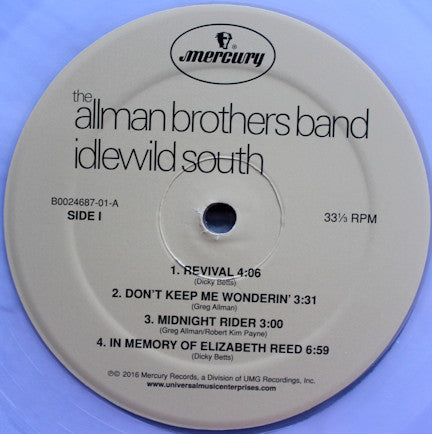 mercury
the
allman brothers band
idlewild south
B0024687-01-A
SIDE I
33⅓ RPM
1. REVIVAL 4:06
(Dicky Betts)
2. DON'T KEEP ME WONDERIN' 3:31
(Greg Allman)
3. MIDNIGHT RIDER 3:00
(Greg Allman/Robert Kim Payne)
4. IN MEMORY OF ELIZABETH REED 6:59
(Dicky Betts)
℗© 2016 Mercury Records, a Division of UMG Recordings, Inc.
www.universalmusicenterprises.com